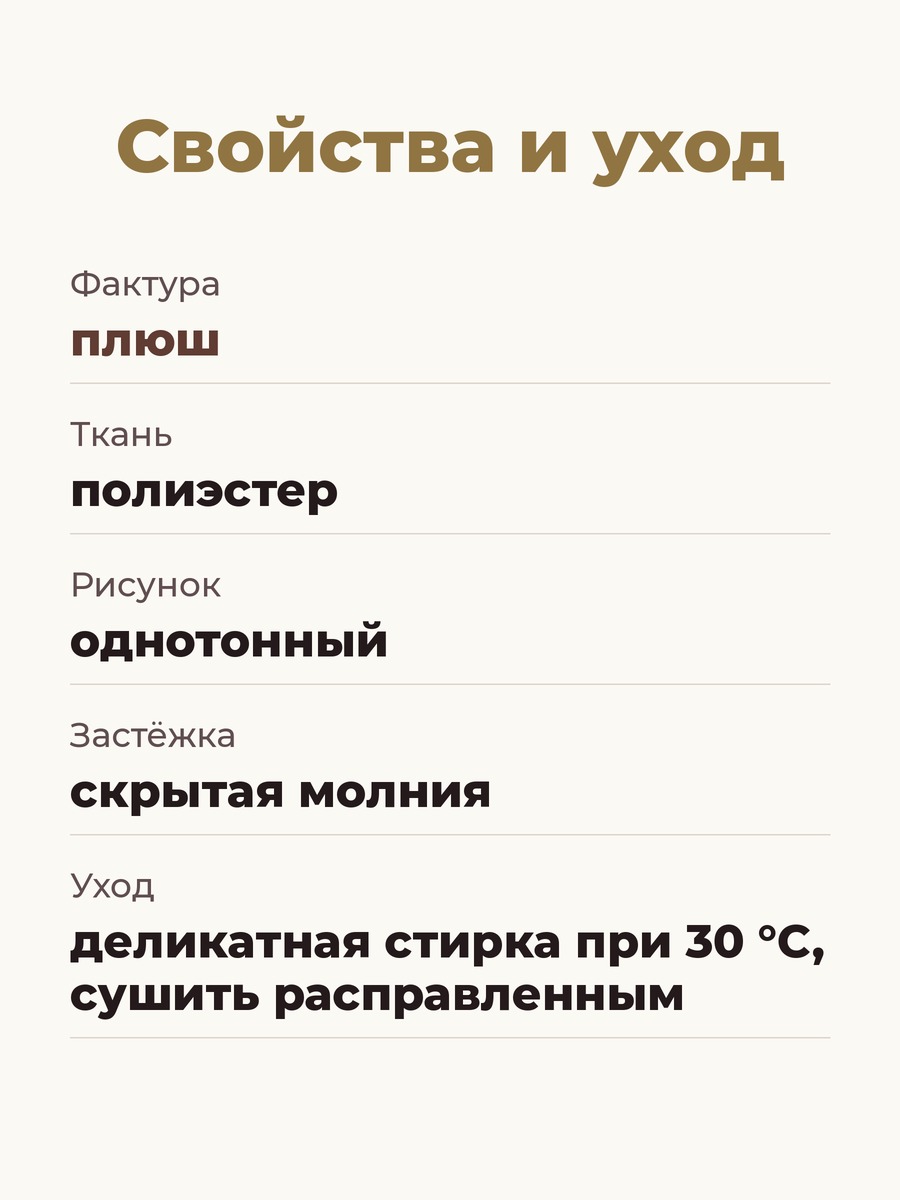 Свойства и уход
Фактура
плюш
Ткань
полиэстер
Рисунок
однотонный
Застёжка
скрытая молния
Уход
деликатная стирка при 30 °C,
сушить расправленным